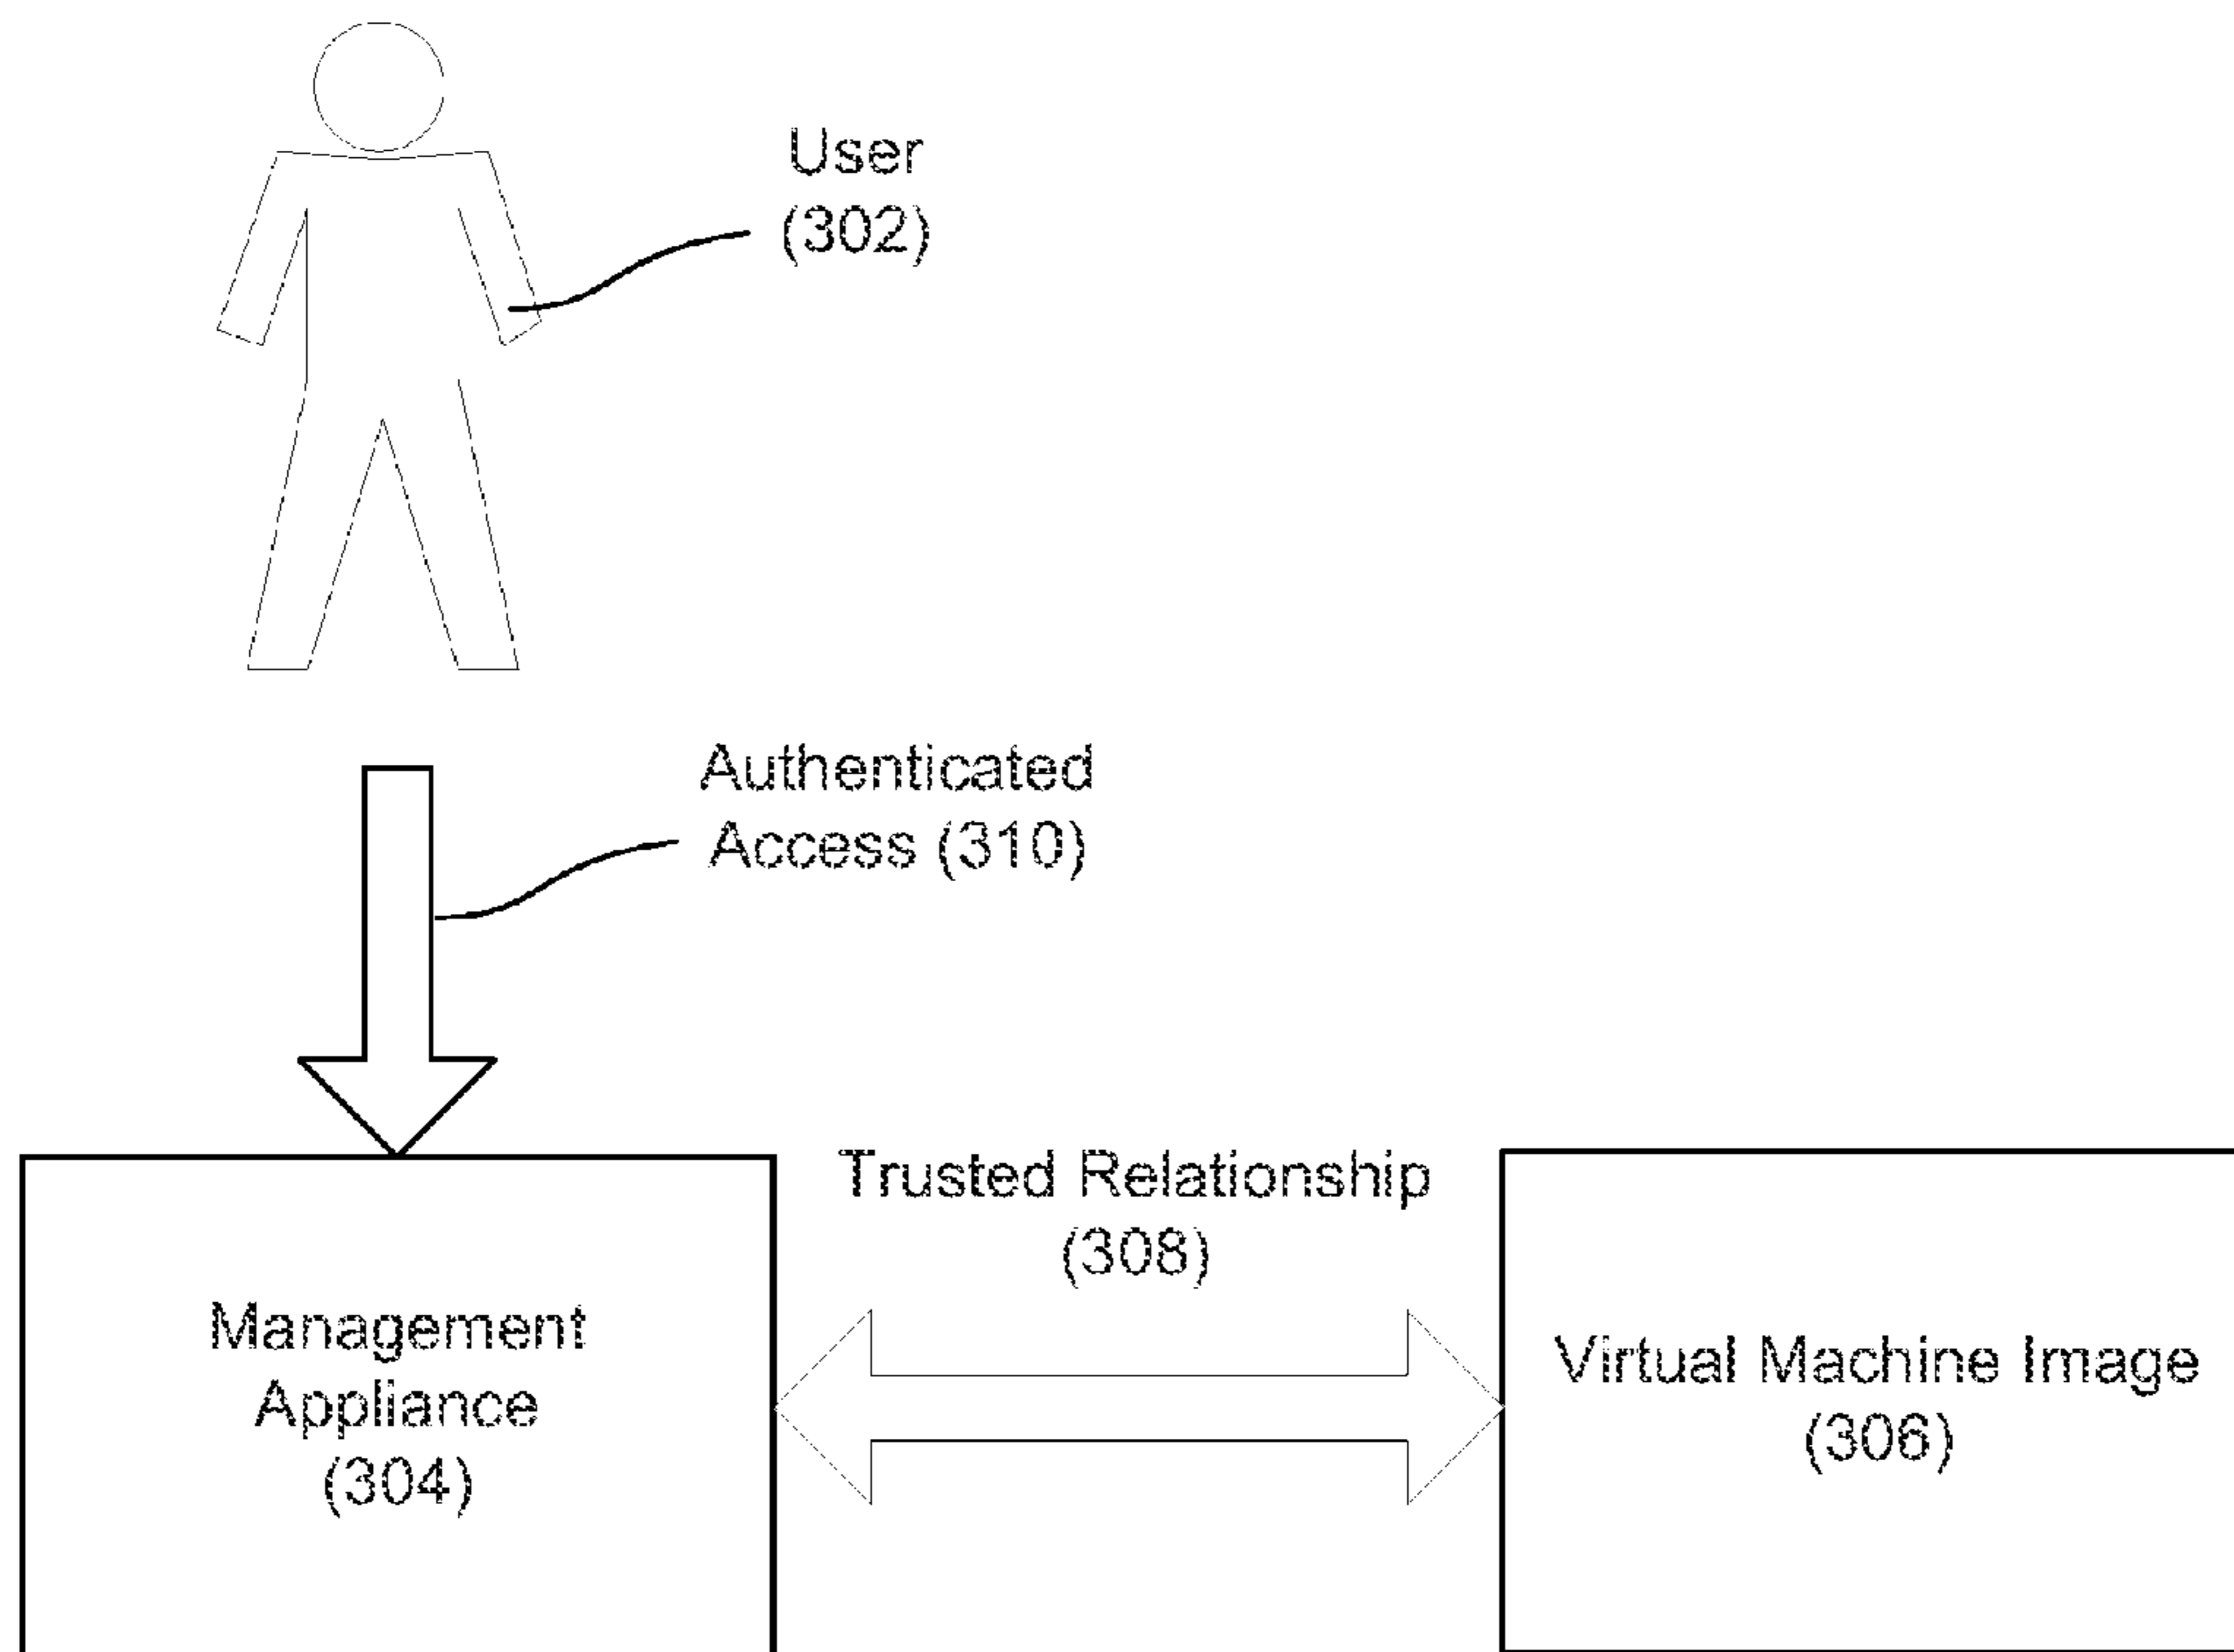 User
(302)
Authenticated
Access (310)
Trusted Relationship
(308)
Management
Appliance
(304)
Virtual Machine Image
(306)